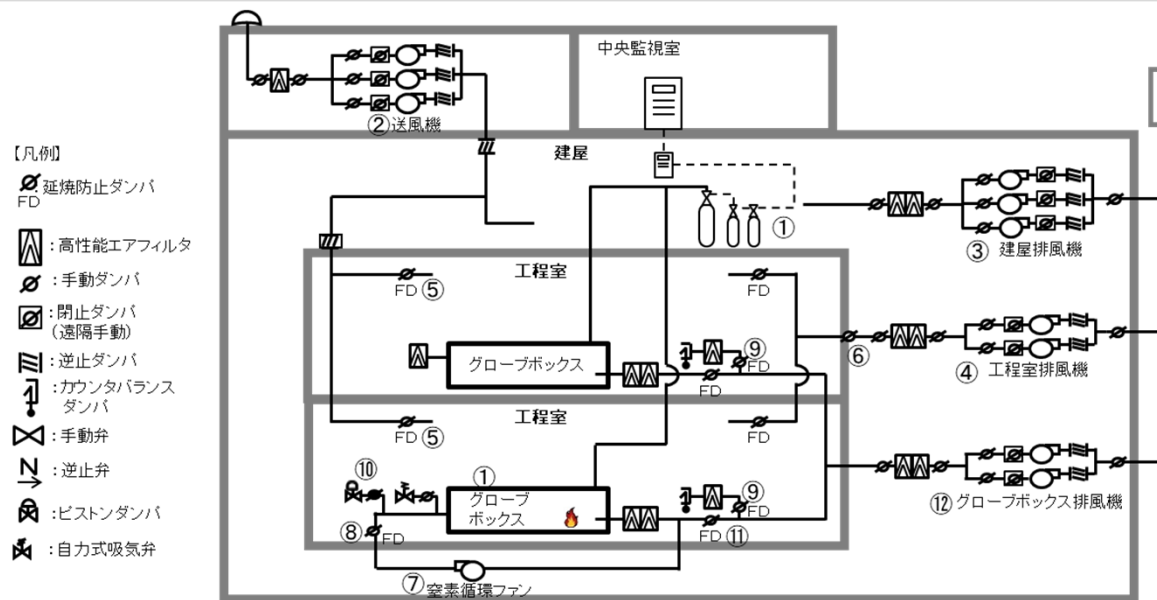 中央監視室
②送風機
【凡例】
建屋
FD
:延焼防止ダンバ
:高性能エアフィルタ
:手動ダンバ
:閉止ダンバ
(遠隔手動)
:逆止ダンバ
:カウンタバランス
ダンバ
:手動弁
:逆止弁
:ピストンダンバ
:自力式吸気弁
①
③ 建屋排風機
工程室
FD ⑤
FD
グローブボックス
⑨
FD
FD
⑥
④ 工程室排風機
工程室
FD ⑤
FD
⑩
①
グローブ
ボックス
⑨
FD
⑧ FD
FD ⑪
⑫グローブボックス排風機
⑦窒素循環ファン